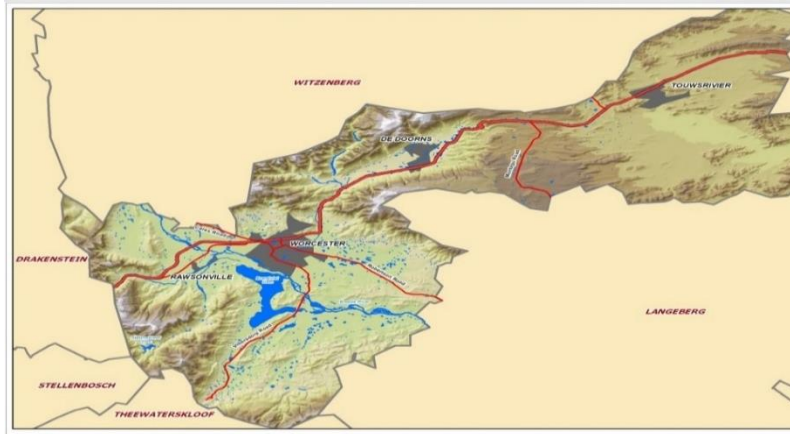 WITZENBERG
TOUWSRIVIER
DE DOORNS
WORCESTER
DRAKENSTEIN
RAWSONVILLE
LANGEBERG
STELLENBOSCH
THEEWATERSKLOOF